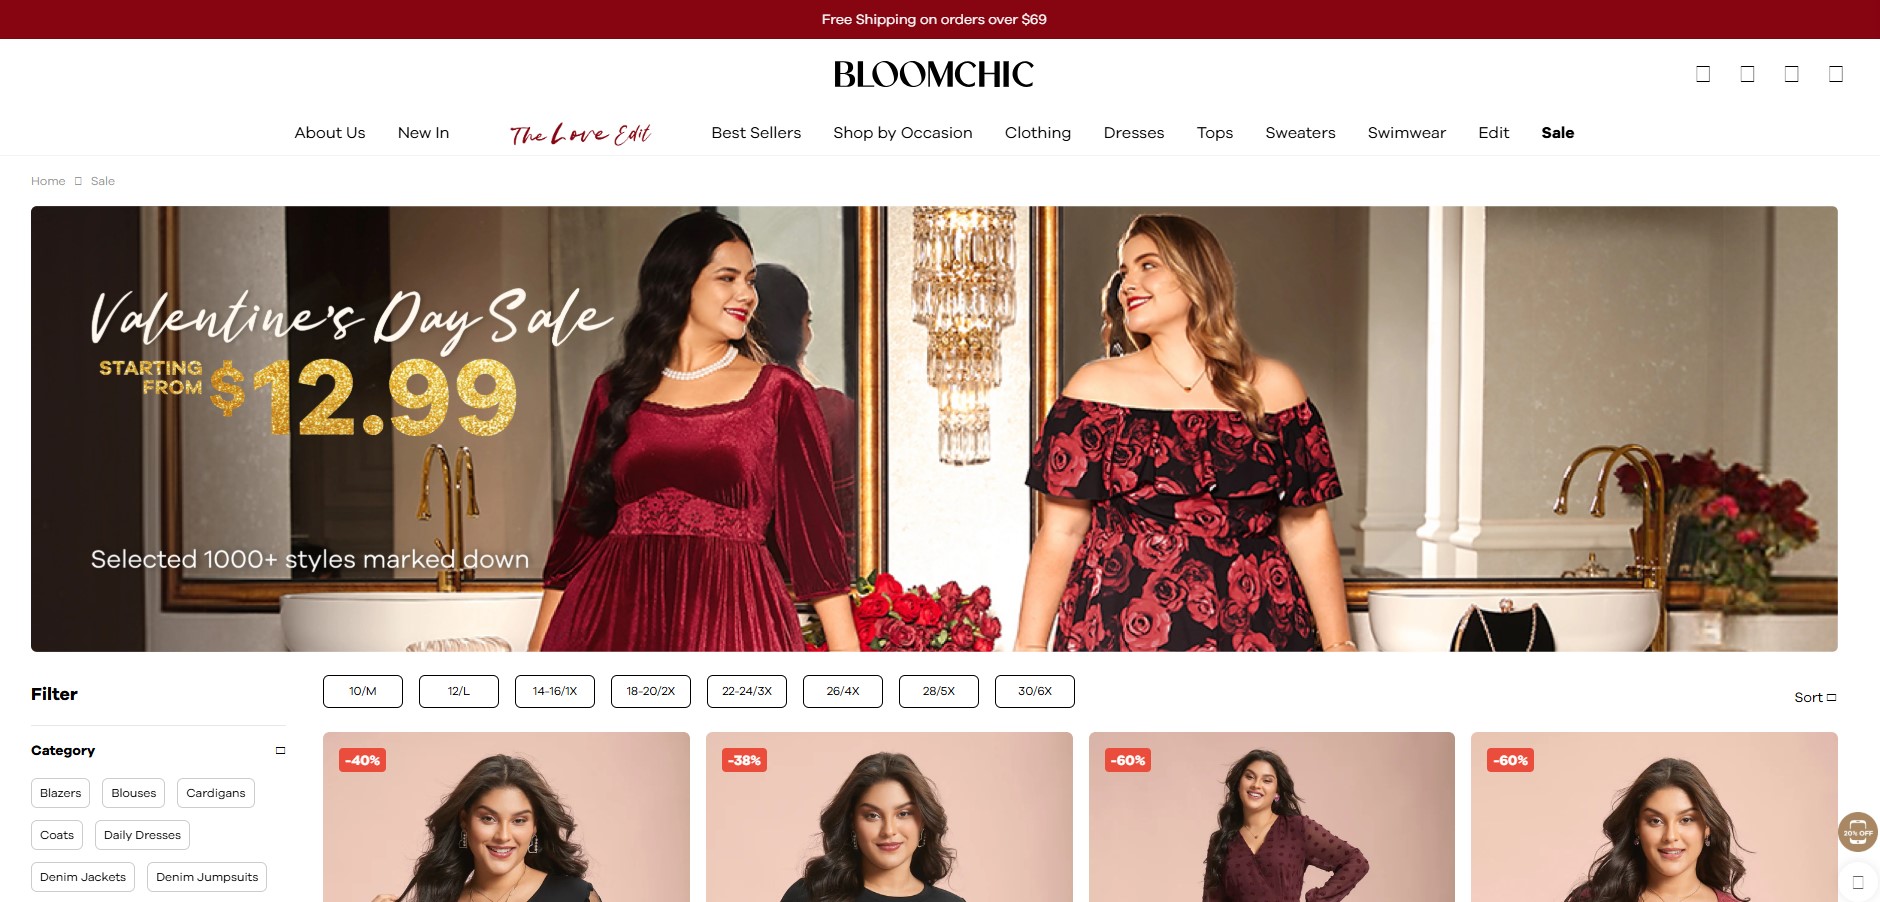 Free Shipping on orders over $69
BLOOMCHIC
About Us New In The Love Edit Best Sellers Shop by Occasion Clothing Dresses Tops Sweaters Swimwear Edit Sale
Home Sale
Valentine's Day Sale
STARTING FROM $12.99
Selected 1000+ styles marked down
Filter
10/M 12/L 14-16/1X 18-20/2X 22-24/3X 26/4X 28/5X 30/6X
Sort
Category
-40% -38% -60% -60%
Blazers Blouses Cardigans
Coats Daily Dresses
20% OFF
Denim Jackets Denim Jumpsuits